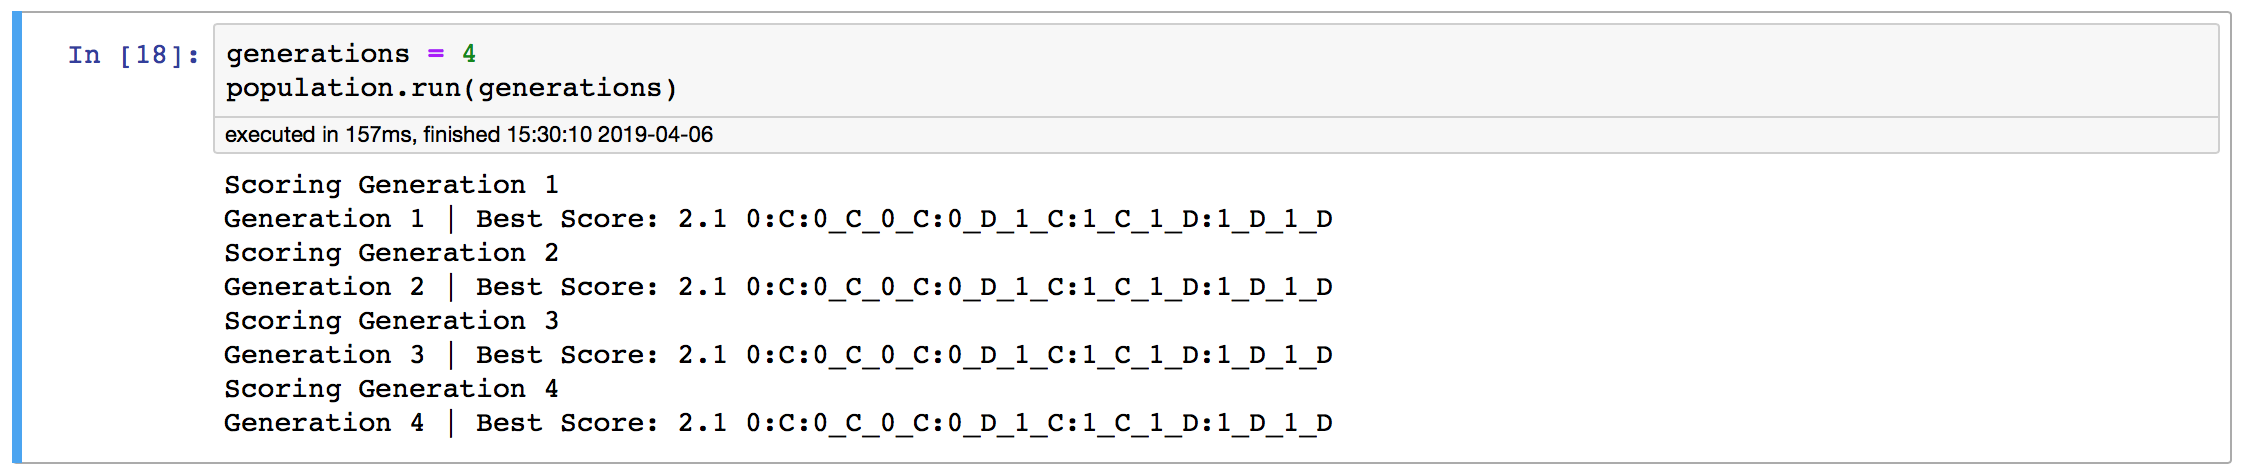 In [18]: generations = 4
population.run(generations)
executed in 157ms, finished 15:30:10 2019-04-06
Scoring Generation 1
Generation 1 | Best Score: 2.1 0:C:0_C_0_C:0_D_1_C:1_C_1_D:1_D_1_D
Scoring Generation 2
Generation 2 | Best Score: 2.1 0:C:0_C_0_C:0_D_1_C:1_C_1_D:1_D_1_D
Scoring Generation 3
Generation 3 | Best Score: 2.1 0:C:0_C_0_C:0_D_1_C:1_C_1_D:1_D_1_D
Scoring Generation 4
Generation 4 | Best Score: 2.1 0:C:0_C_0_C:0_D_1_C:1_C_1_D:1_D_1_D